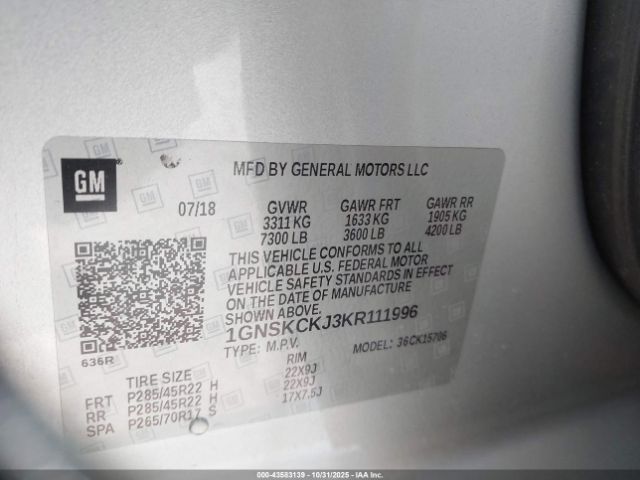 GM
MFD BY GENERAL MOTORS LLC
07/18 GVWR GAWR FRT GAWR RR
3311 KG 1633 KG 1905 KG
7300 LB 3600 LB 4200 LB
THIS VEHICLE CONFORMS TO ALL
APPLICABLE U.S. FEDERAL MOTOR
VEHICLE SAFETY STANDARDS IN EFFECT
ON THE DATE OF MANUFACTURE
SHOWN ABOVE.
1GNSKCKJ3KR111996
636R
TYPE: M.P.V. MODEL: 36CK15706
TIRE SIZE RIM
FRT P285/45R22 H 22X9J
RR P285/45R22 H 22X9J
SPA P265/70R17 S 17X7.5J
000-43583139 - 10/31/2025 - IAAI.COM